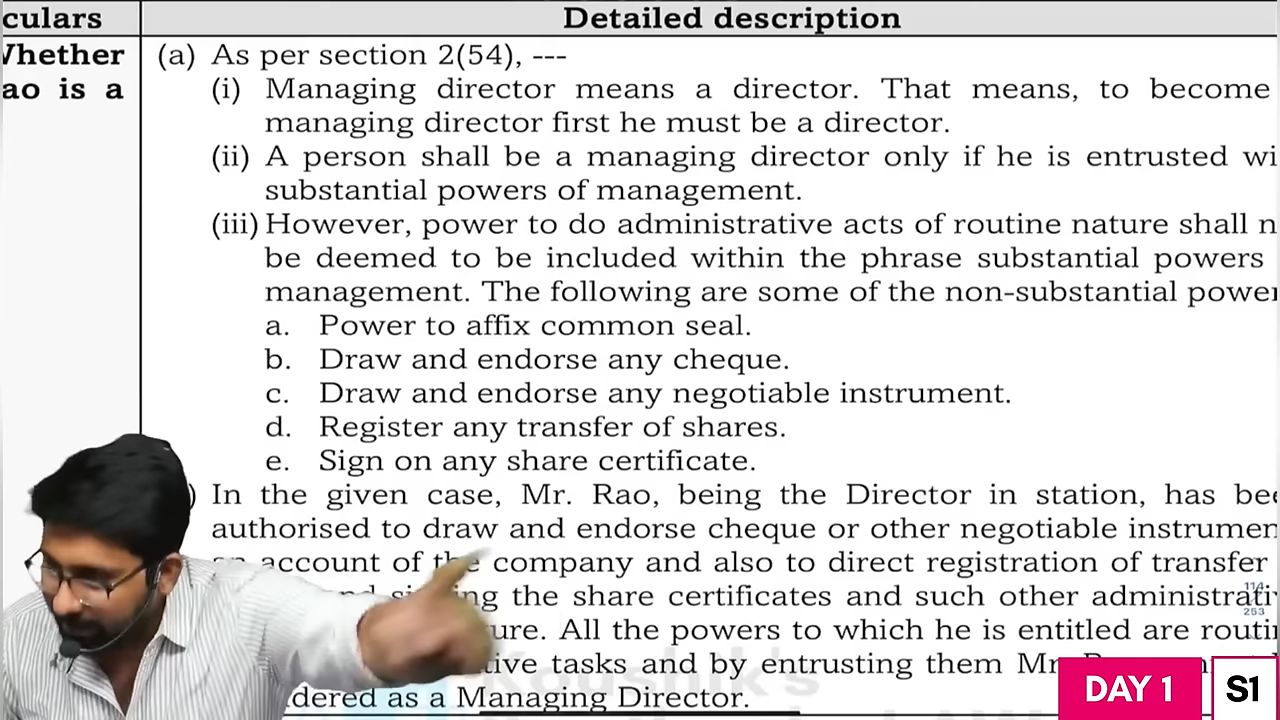 culars
Detailed description
Whether
ao is a
(a) As per section 2(54), ---
(i) Managing director means a director. That means, to become
managing director first he must be a director.
(ii) A person shall be a managing director only if he is entrusted wi
substantial powers of management.
(iii) However, power to do administrative acts of routine nature shall n
be deemed to be included within the phrase substantial powers
management. The following are some of the non-substantial power
a. Power to affix common seal.
b. Draw and endorse any cheque.
c. Draw and endorse any negotiable instrument.
d. Register any transfer of shares.
e. Sign on any share certificate.
) In the given case, Mr. Rao, being the Director in station, has bee
authorised to draw and endorse cheque or other negotiable instrumen
account of the company and also to direct registration of transfer
the share certificates and such other administrati
ure. All the powers to which he is entitled are routi
tive tasks and by entrusting them Mr
dered as a Managing Director.
114
253
Koushik's
DAY 1
S1